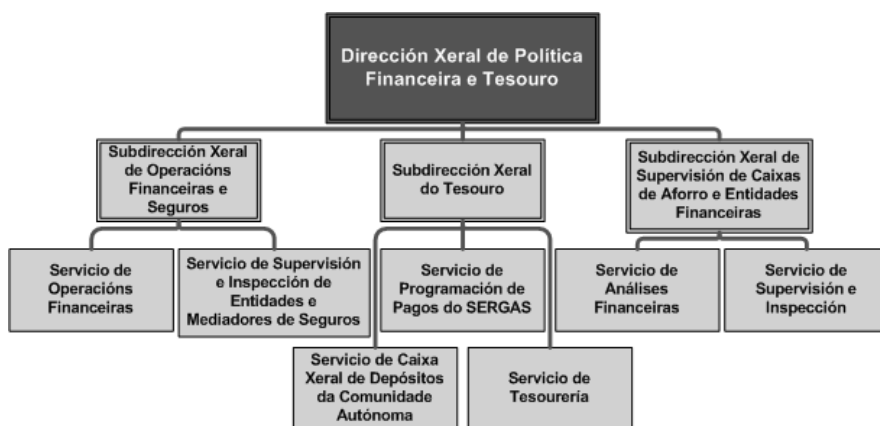 Dirección Xeral de Política
Financeira e Tesouro
Subdirección Xeral
de Operacións
Financeiras e
Seguros
Subdirección Xeral
do Tesouro
Subdirección Xeral de
Supervisión de Caixas
de Aforro e Entidades
Financeiras
Servicio de
Operacións
Financeiras
Servicio de Supervisión
e Inspección de
Entidades e
Mediadores de Seguros
Servicio de
Programación de
Pagos do SERGAS
Servicio de
Análises
Financeiras
Servicio de
Supervisión e
Inspección
Servicio de Caixa
Xeral de Depósitos
da Comunidade
Autónoma
Servicio de
Tesourería